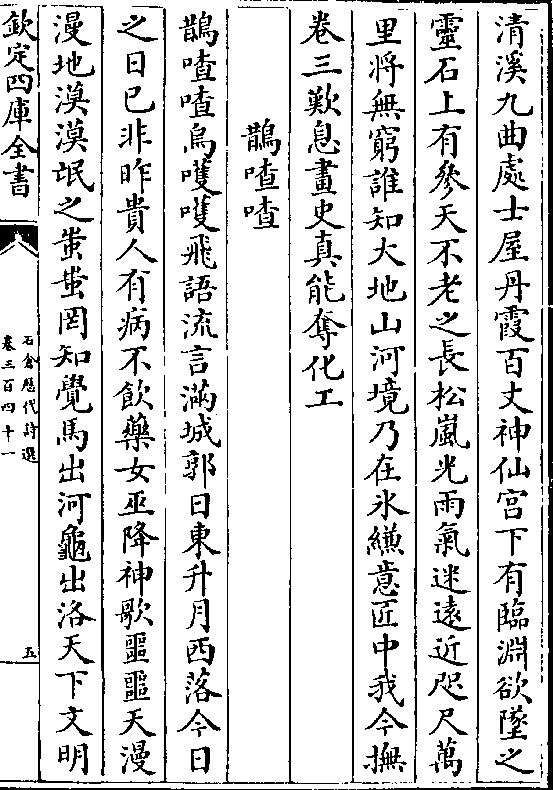 清溪九曲處士屋丹霞百丈神仙宫下有臨淵欲墜之
靈石上有參天不老之長松嵐光雨氣迷遠近咫尺萬
里将無窮誰知大地山河境乃在氷縑意匠中我今撫
卷三歎息畫史真能奪化工
鵲喳喳
鵲喳喳烏嚄嚄飛語流言滿城郭日東升月西落今日
之日已非昨貴人有病不飲藥女巫降神歌噩噩天漫
漫地漠漠氓之蚩蚩罔知覺馬出河龜出洛天下文明
欽定四庫全書
石倉歷代詩選
卷三百四十一
五